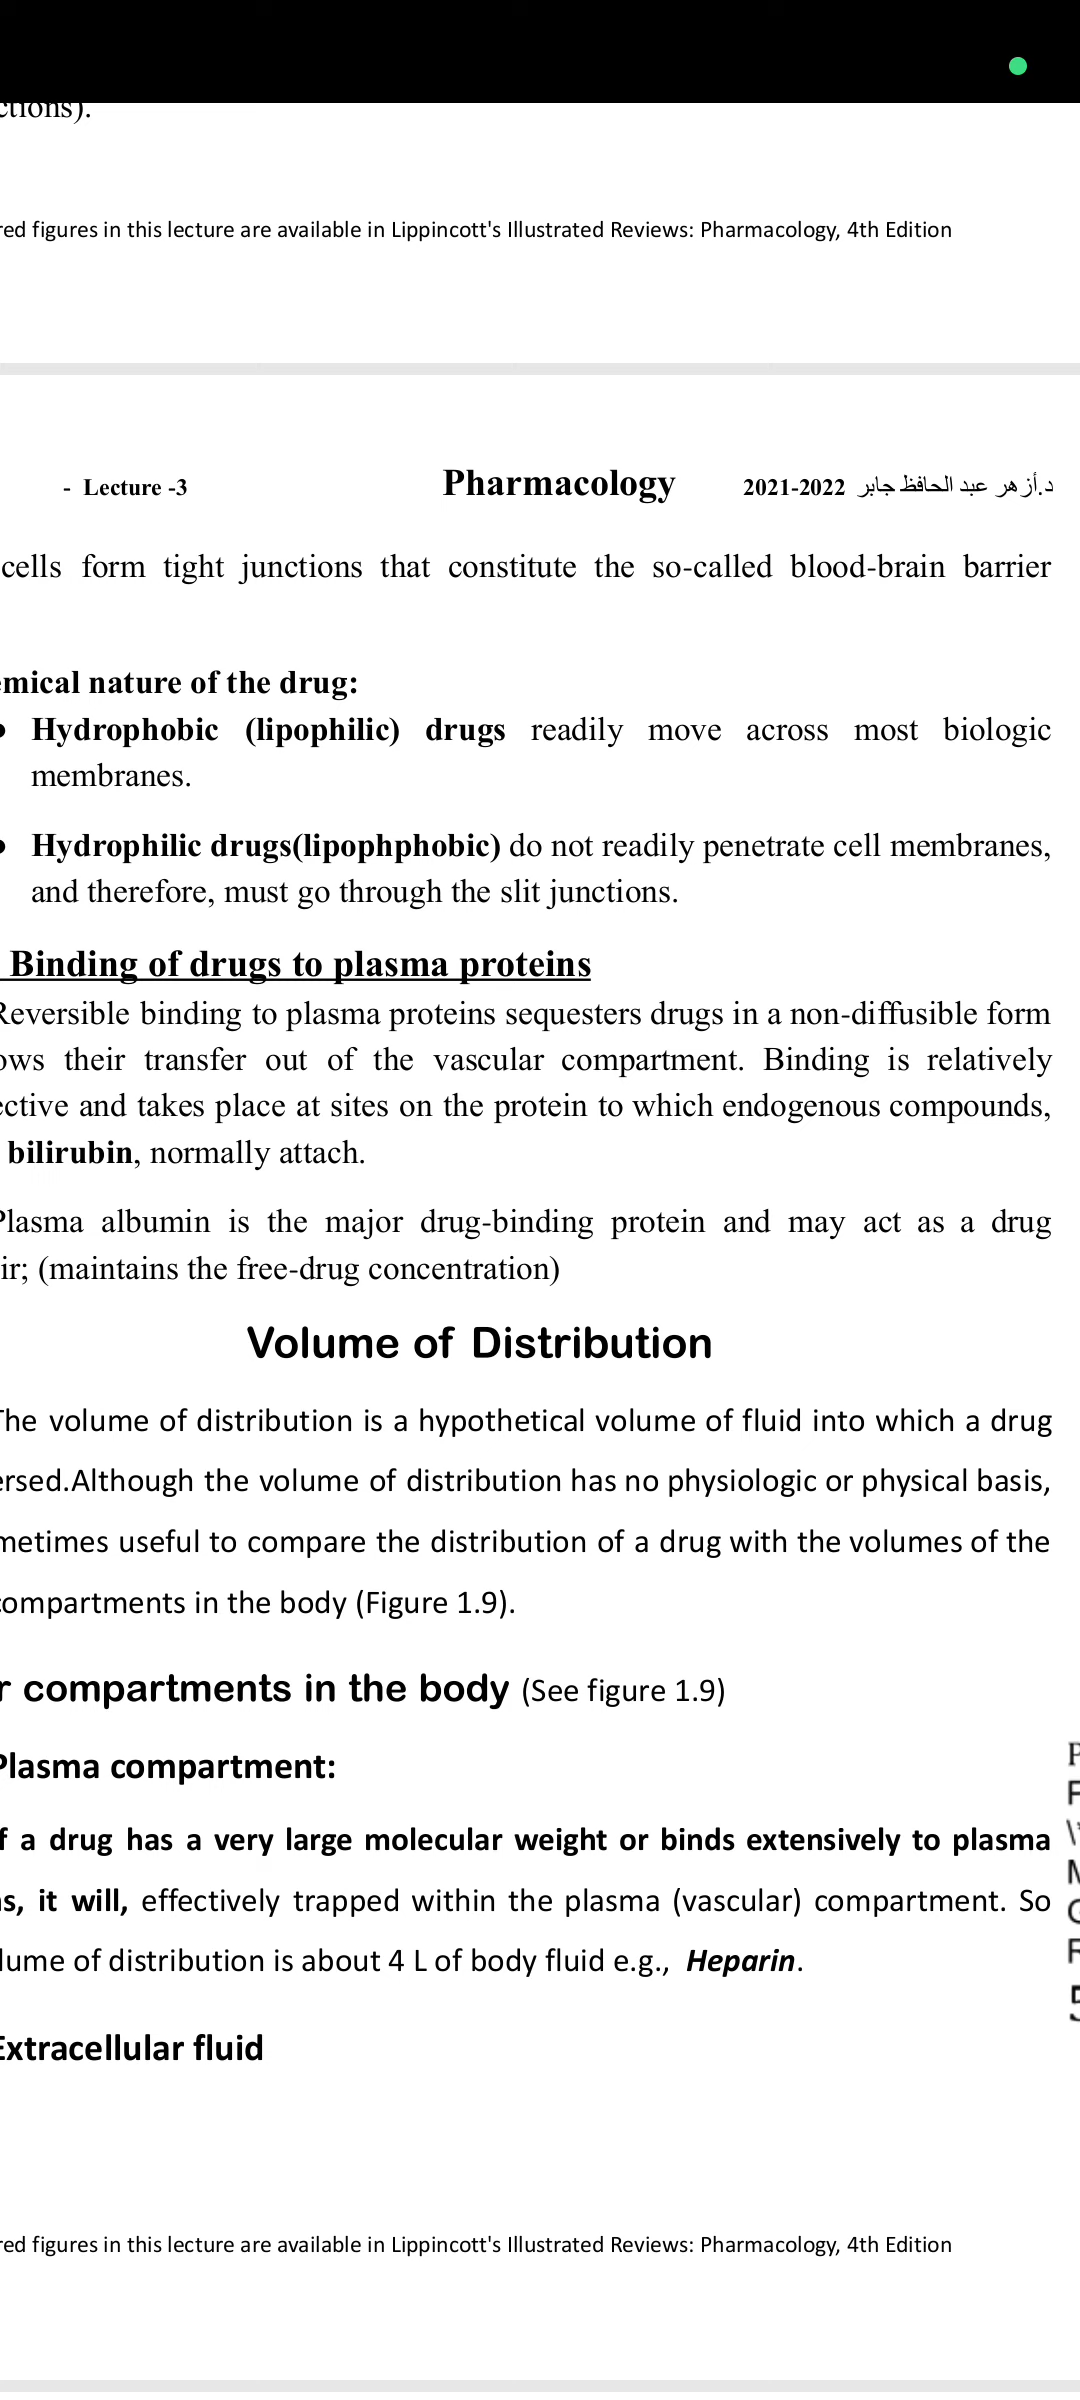 ctions).
red figures in this lecture are available in Lippincott's Illustrated Reviews: Pharmacology, 4th Edition
- Lecture -3 Pharmacology 2021-2022 د.أزهر عبد الحافظ جابر
cells form tight junctions that constitute the so-called blood-brain barrier
emical nature of the drug:
• Hydrophobic (lipophilic) drugs readily move across most biologic
membranes.
• Hydrophilic drugs(lipophphobic) do not readily penetrate cell membranes,
and therefore, must go through the slit junctions.
Binding of drugs to plasma proteins
Reversible binding to plasma proteins sequesters drugs in a non-diffusible form
ows their transfer out of the vascular compartment. Binding is relatively
ective and takes place at sites on the protein to which endogenous compounds,
bilirubin, normally attach.
Plasma albumin is the major drug-binding protein and may act as a drug
ir; (maintains the free-drug concentration)
Volume of Distribution
The volume of distribution is a hypothetical volume of fluid into which a drug
ersed.Although the volume of distribution has no physiologic or physical basis,
metimes useful to compare the distribution of a drug with the volumes of the
compartments in the body (Figure 1.9).
r compartments in the body (See figure 1.9)
Plasma compartment:
f a drug has a very large molecular weight or binds extensively to plasma
s, it will, effectively trapped within the plasma (vascular) compartment. So
lume of distribution is about 4 L of body fluid e.g., Heparin.
Extracellular fluid
red figures in this lecture are available in Lippincott's Illustrated Reviews: Pharmacology, 4th Edition